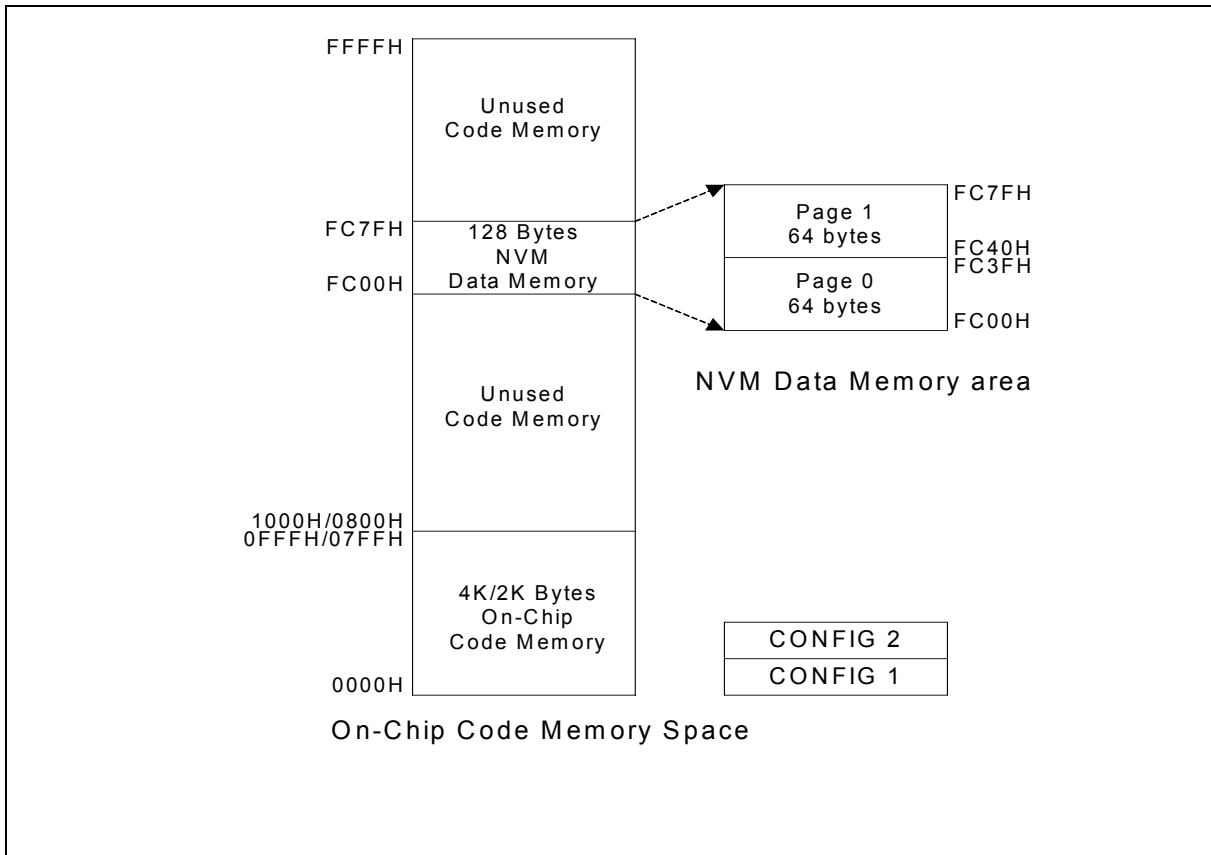 FFFFH
Unused
Code Memory
FC7FH
128 Bytes
NVM
Data Memory
FC00H
Unused
Code Memory
1000H/0800H
0FFFH/07FFH
4K/2K Bytes
On-Chip
Code Memory
0000H
On-Chip Code Memory Space
FC7FH
Page 1
64 bytes
FC40H
FC3FH
Page 0
64 bytes
FC00H
NVM Data Memory area
CONFIG 2
CONFIG 1